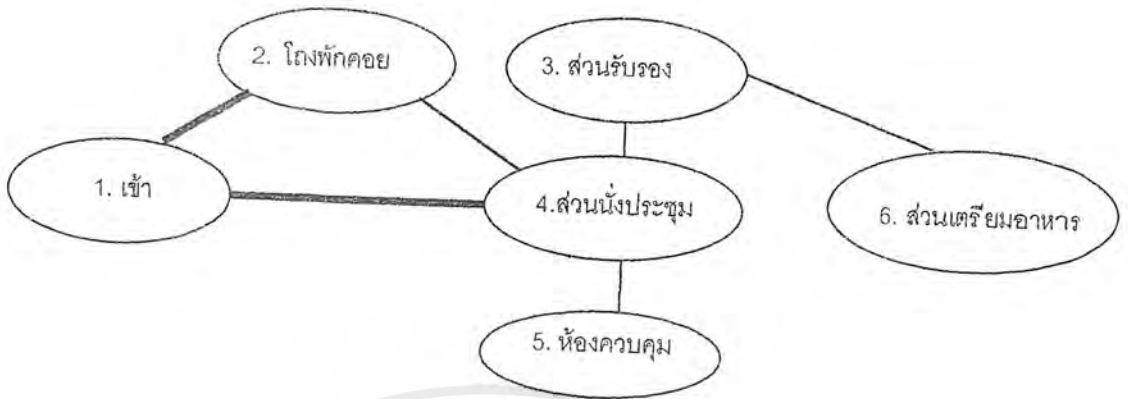 1. เข้า
2. โถงพักคอย
3. ส่วนรับรอง
4.ส่วนนั่งประชุม
5. ห้องควบคุม
6. ส่วนเตรียมอาหาร